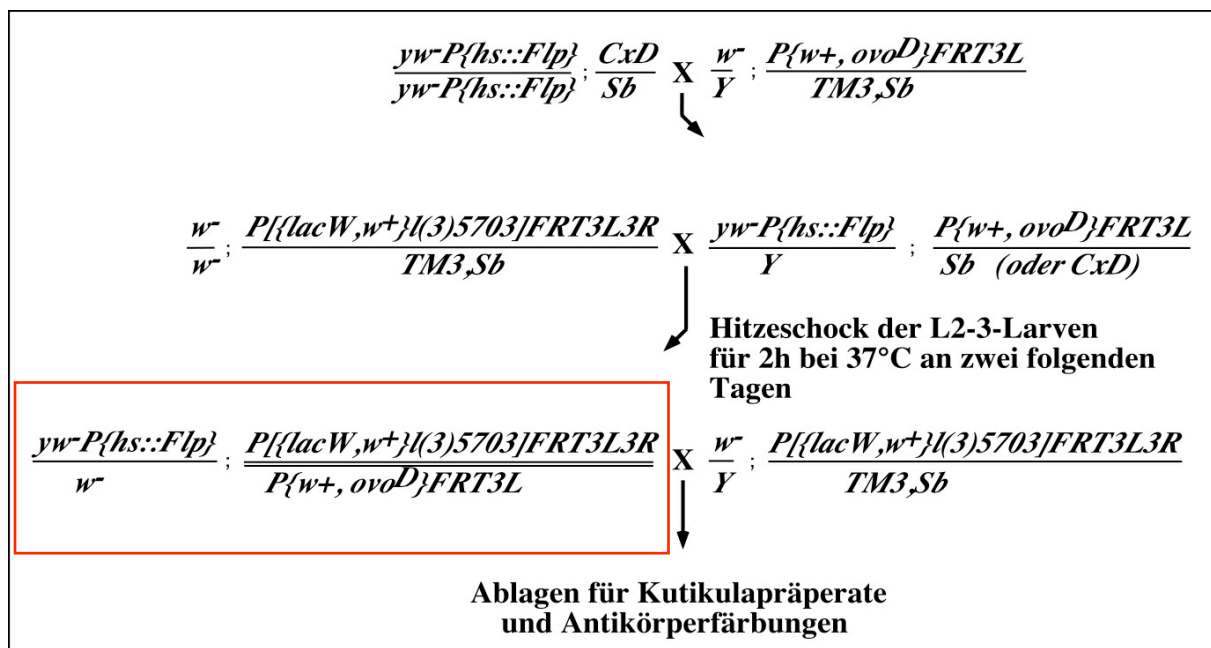 yw-P{hs::Flp} ; CxD X w- ; P{w+, ovoD}FRT3L
yw-P{hs::Flp} Sb Y TM3,Sb
w- ; P[{lacW,w+}l(3)5703]FRT3L3R X yw-P{hs::Flp} ; P{w+, ovoD}FRT3L
w- TM3,Sb Y Sb (oder CxD)
Hitzeschock der L2-3-Larven
für 2h bei 37°C an zwei folgenden
Tagen
yw-P{hs::Flp} ; P[{lacW,w+}l(3)5703]FRT3L3R X w- ; P[{lacW,w+}l(3)5703]FRT3L3R
w- P{w+, ovoD}FRT3L Y TM3,Sb
Ablagen für Kutikulapräperate
und Antikörperfärbungen